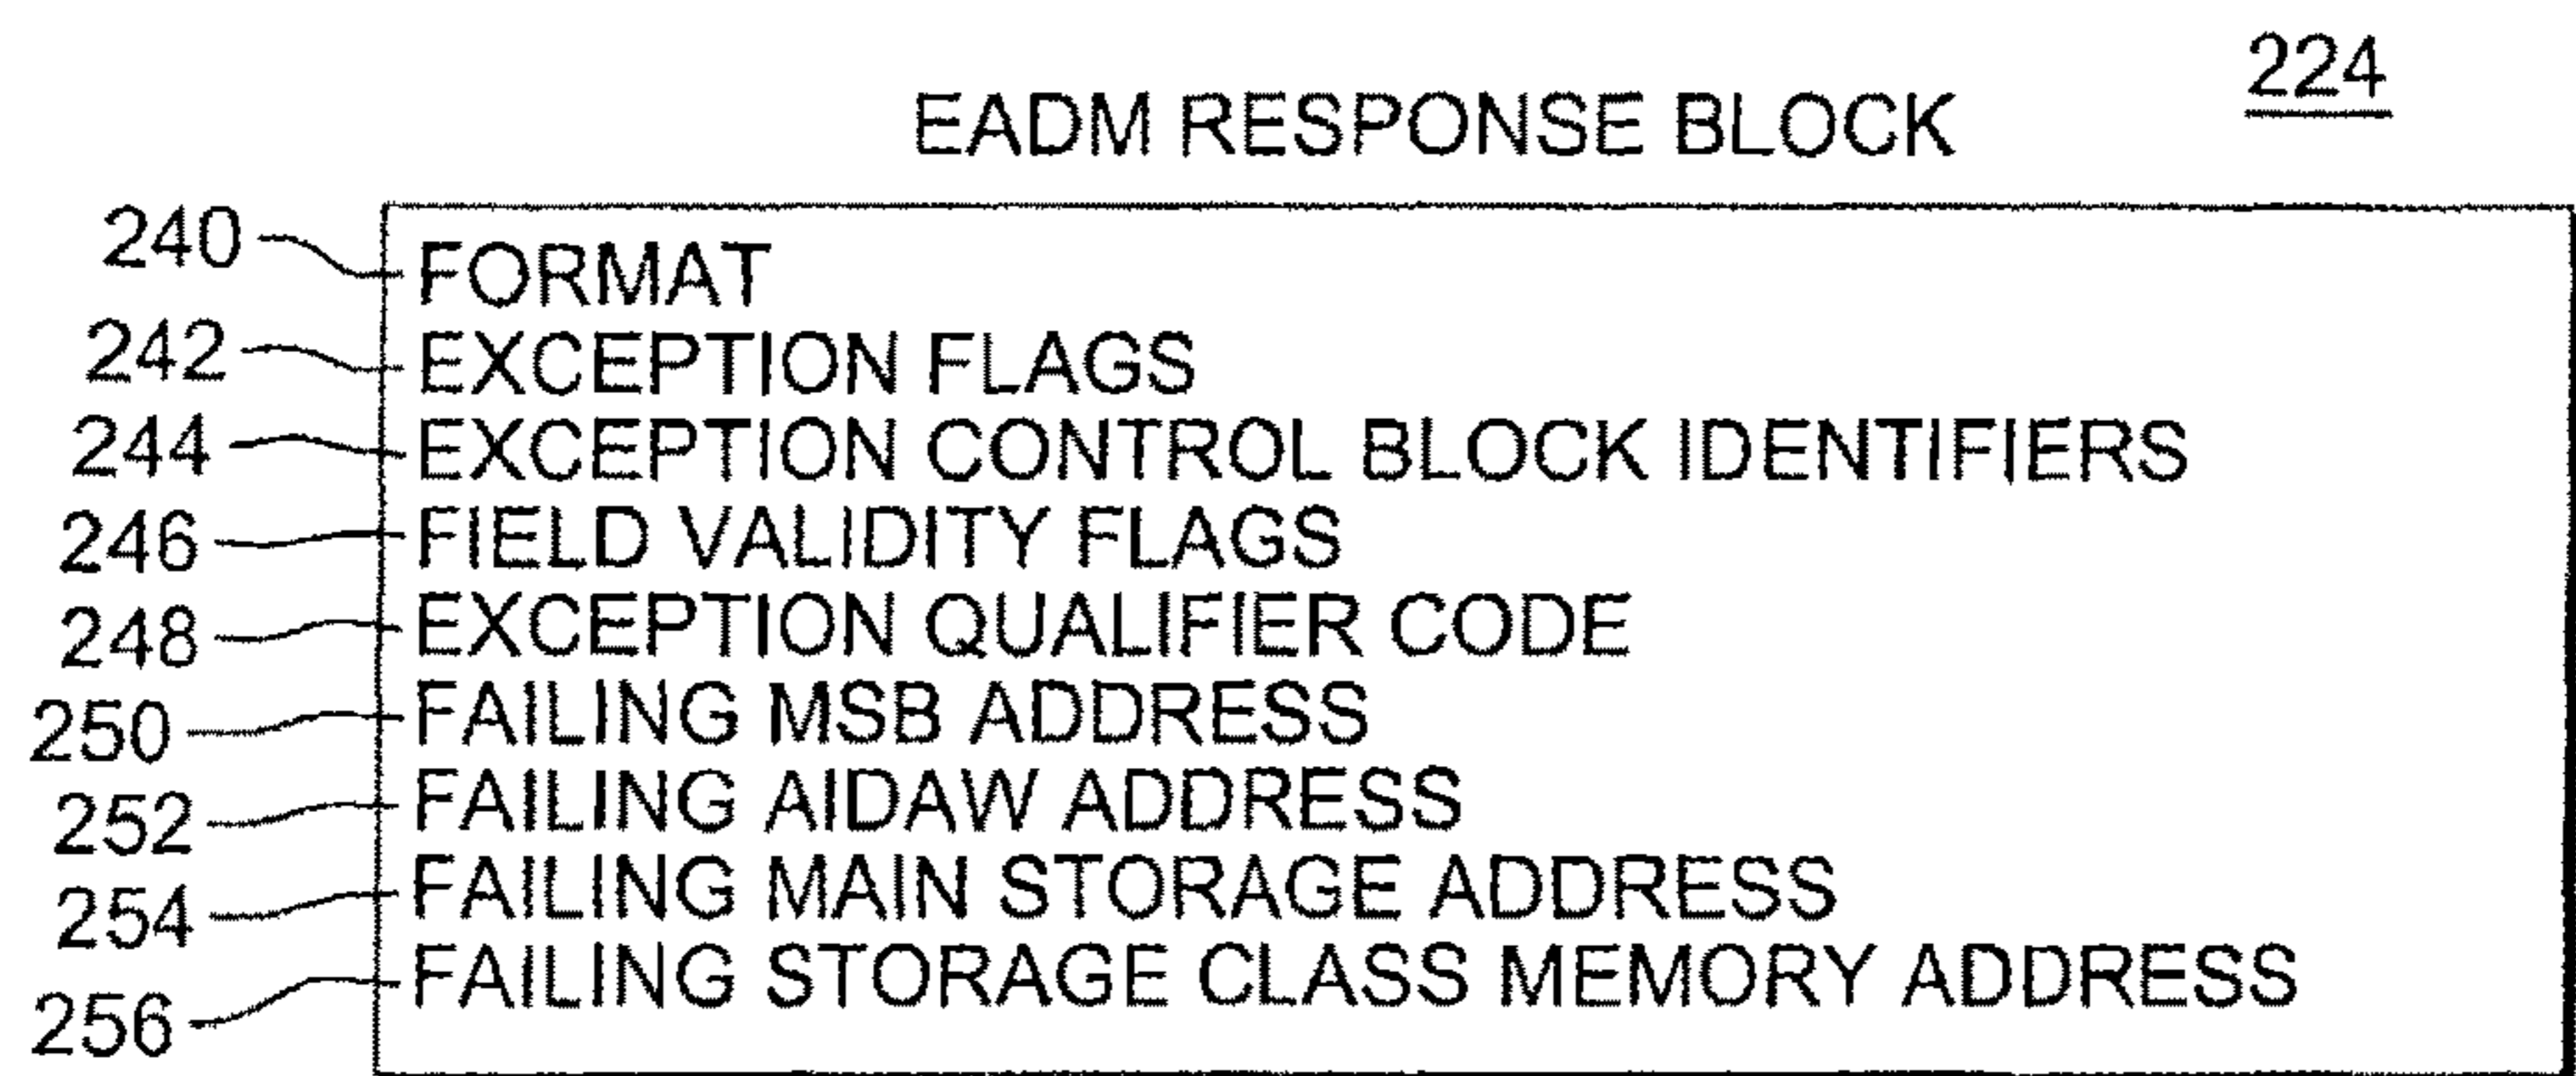 224
EADM RESPONSE BLOCK
240 FORMAT
242 EXCEPTION FLAGS
244 EXCEPTION CONTROL BLOCK IDENTIFIERS
246 FIELD VALIDITY FLAGS
248 EXCEPTION QUALIFIER CODE
250 FAILING MSB ADDRESS
252 FAILING AIDAW ADDRESS
254 FAILING MAIN STORAGE ADDRESS
256 FAILING STORAGE CLASS MEMORY ADDRESS